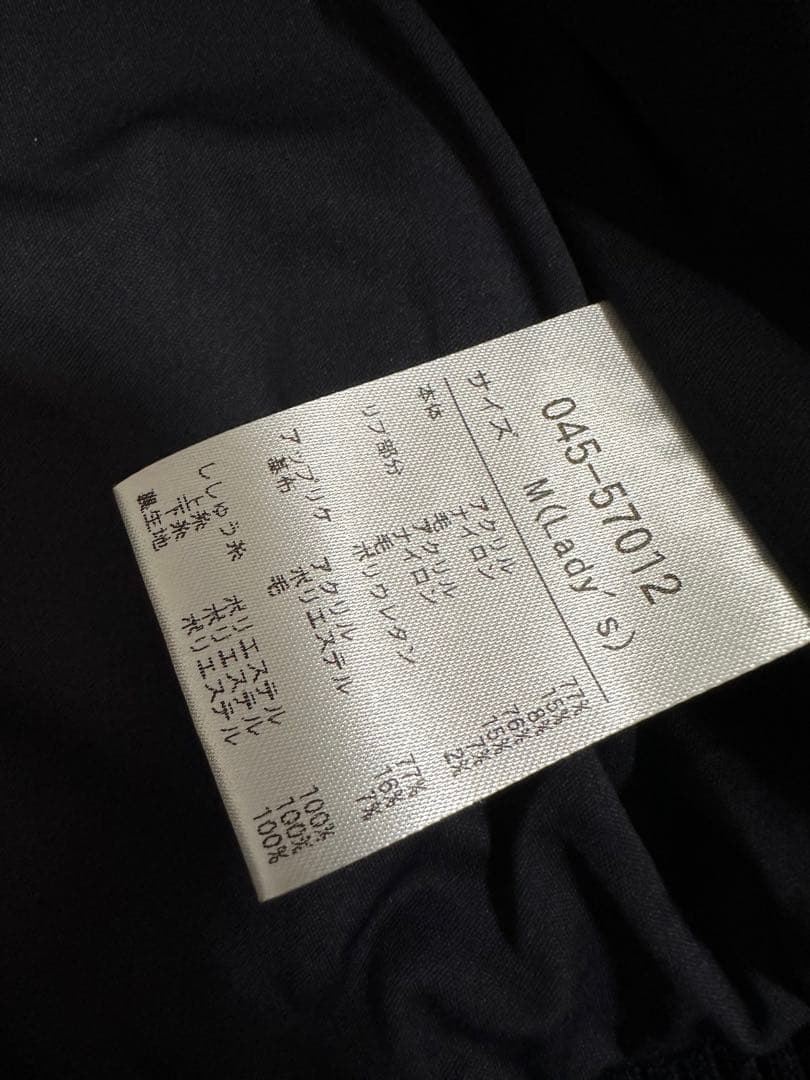 045-57012
サイズ M(Lady's)
本体 アクリル 77%
ナイロン 15%
毛 8%
リブ部分 アクリル 76%
ナイロン 15%
毛 7%
ポリウレタン 2%
アップリケ
基布 アクリル 77%
ポリエステル 16%
毛 7%
ししゅう糸
上糸 ポリエステル 100%
下糸 ポリエステル 100%
裏生地 ポリエステル 100%